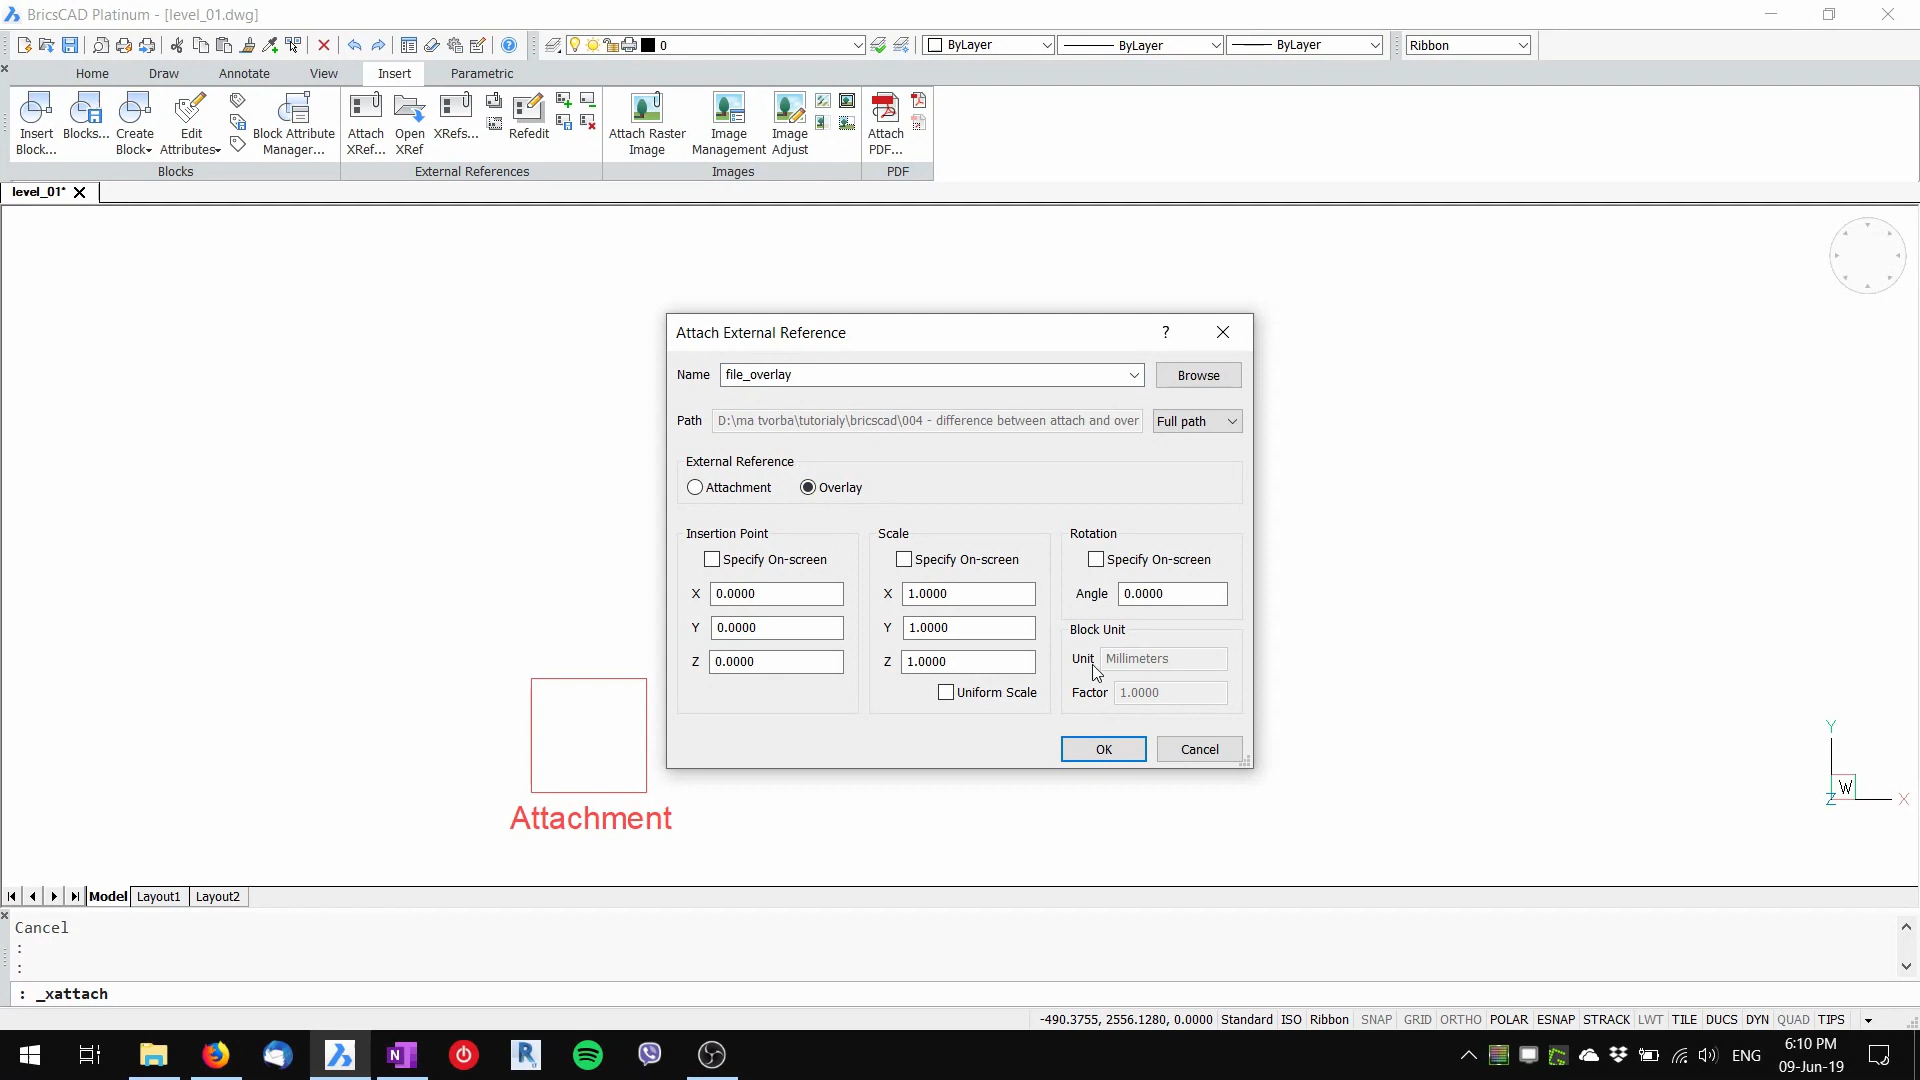 BricsCAD Platinum - [level_01.dwg]
0
ByLayer
ByLayer
ByLayer
Ribbon
Home
Draw
Annotate
View
Insert
Parametric
Insert
Block...
Blocks...
Create
Block
Edit
Attributes
Block Attribute
Manager...
Attach
XRef...
Open
XRef
XRefs...
Refedit
Attach Raster
Image
Image
Management
Image
Adjust
Attach
PDF...
Blocks
External References
Images
PDF
level_01*
Attach External Reference
?
Name
file_overlay
Browse
Path
D:\ma tvorba\tutorialy\bricscad\004 - difference between attach and over
Full path
External Reference
Attachment
Overlay
Insertion Point
Scale
Rotation
Specify On-screen
Specify On-screen
Specify On-screen
X 0.0000
X 1.0000
Angle 0.0000
Y 0.0000
Y 1.0000
Block Unit
Z 0.0000
Z 1.0000
Unit Millimeters
Uniform Scale
Factor 1.0000
OK
Cancel
Attachment
Y
W
Z
X
Model
Layout1
Layout2
Cancel
:
:
: _xattach
-490.3755, 2556.1280, 0.0000 Standard ISO Ribbon SNAP GRID ORTHO POLAR ESNAP STRACK LWT TILE DUCS DYN QUAD TIPS
ENG
6:10 PM
09-Jun-19